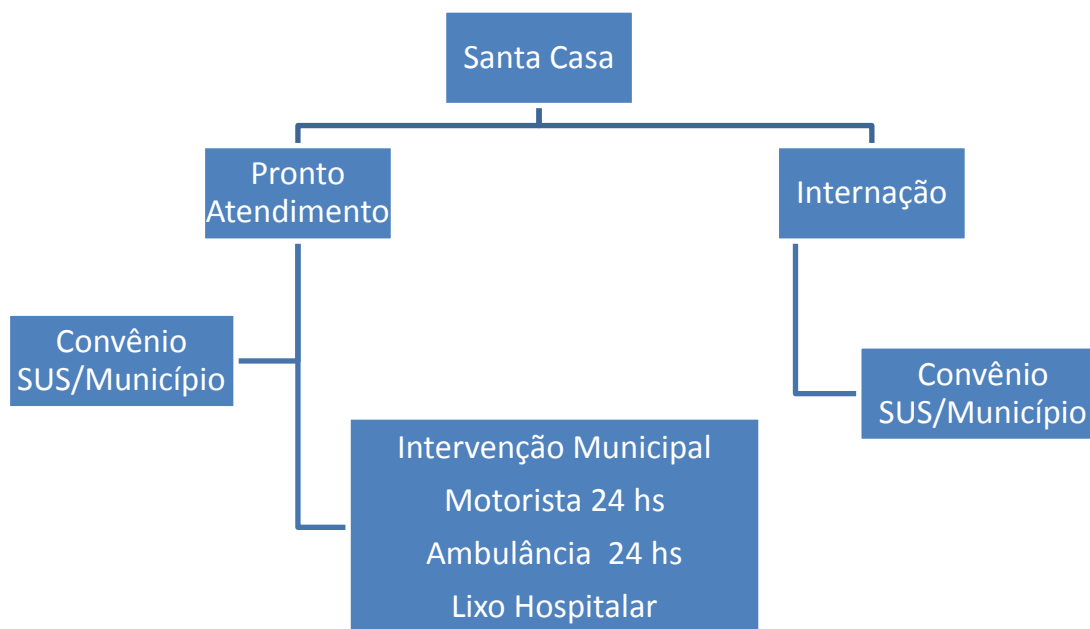 Santa Casa
Pronto
Atendimento
Internação
Convênio
SUS/Município
Convênio
SUS/Município
Intervenção Municipal
Motorista 24 hs
Ambulância  24 hs
Lixo Hospitalar